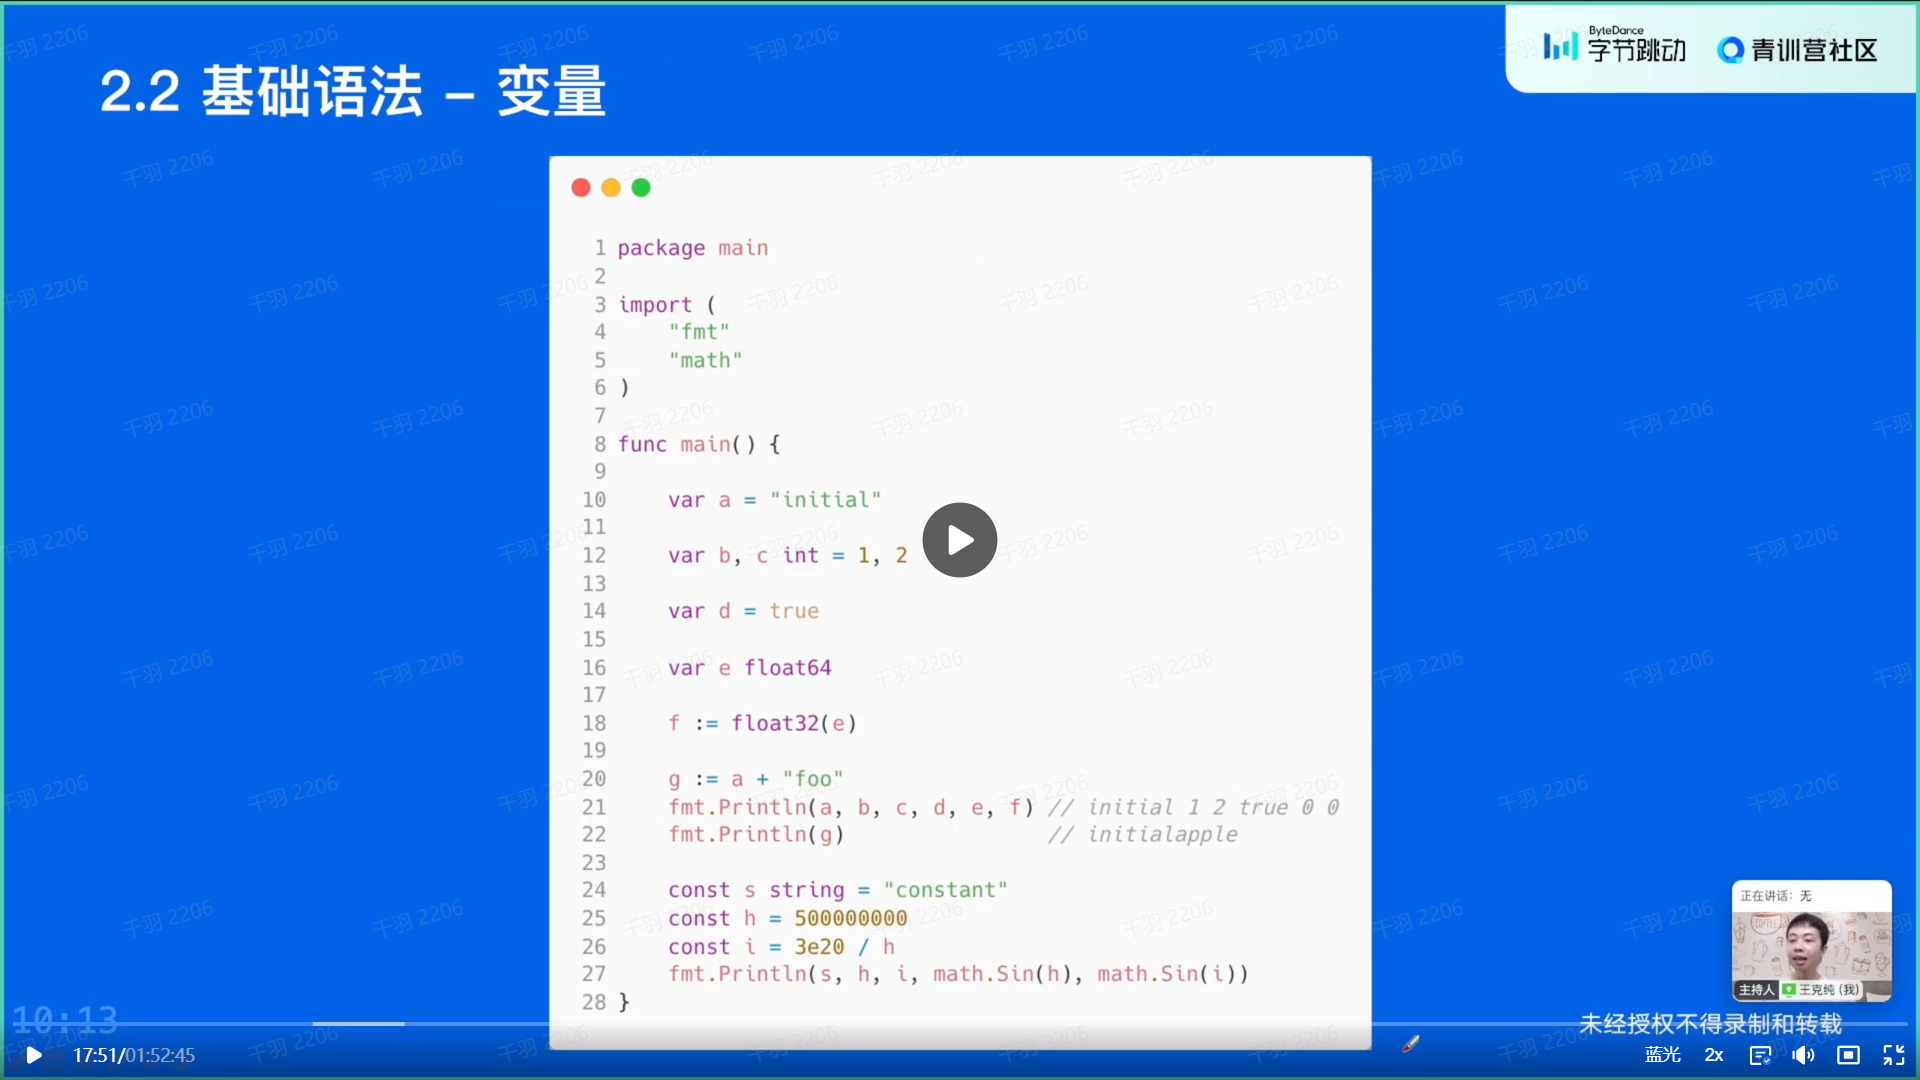 2.2 基础语法 – 变量
ByteDance
字节跳动
青训营社区
1 package main
2
3 import (
4 "fmt"
5 "math"
6 )
7
8 func main() {
9
10 var a = "initial"
11
12 var b, c int = 1, 2
13
14 var d = true
15
16 var e float64
17
18 f := float32(e)
19
20 g := a + "foo"
21 fmt.Println(a, b, c, d, e, f) // initial 1 2 true 0 0
22 fmt.Println(g) // initialapple
23
24 const s string = "constant"
25 const h = 500000000
26 const i = 3e20 / h
27 fmt.Println(s, h, i, math.Sin(h), math.Sin(i))
28 }
正在讲话: 无
主持人 王克纯 (我)
未经授权不得录制和转载
10:13
17:51/01:52:45
蓝光
2x
千羽 2206